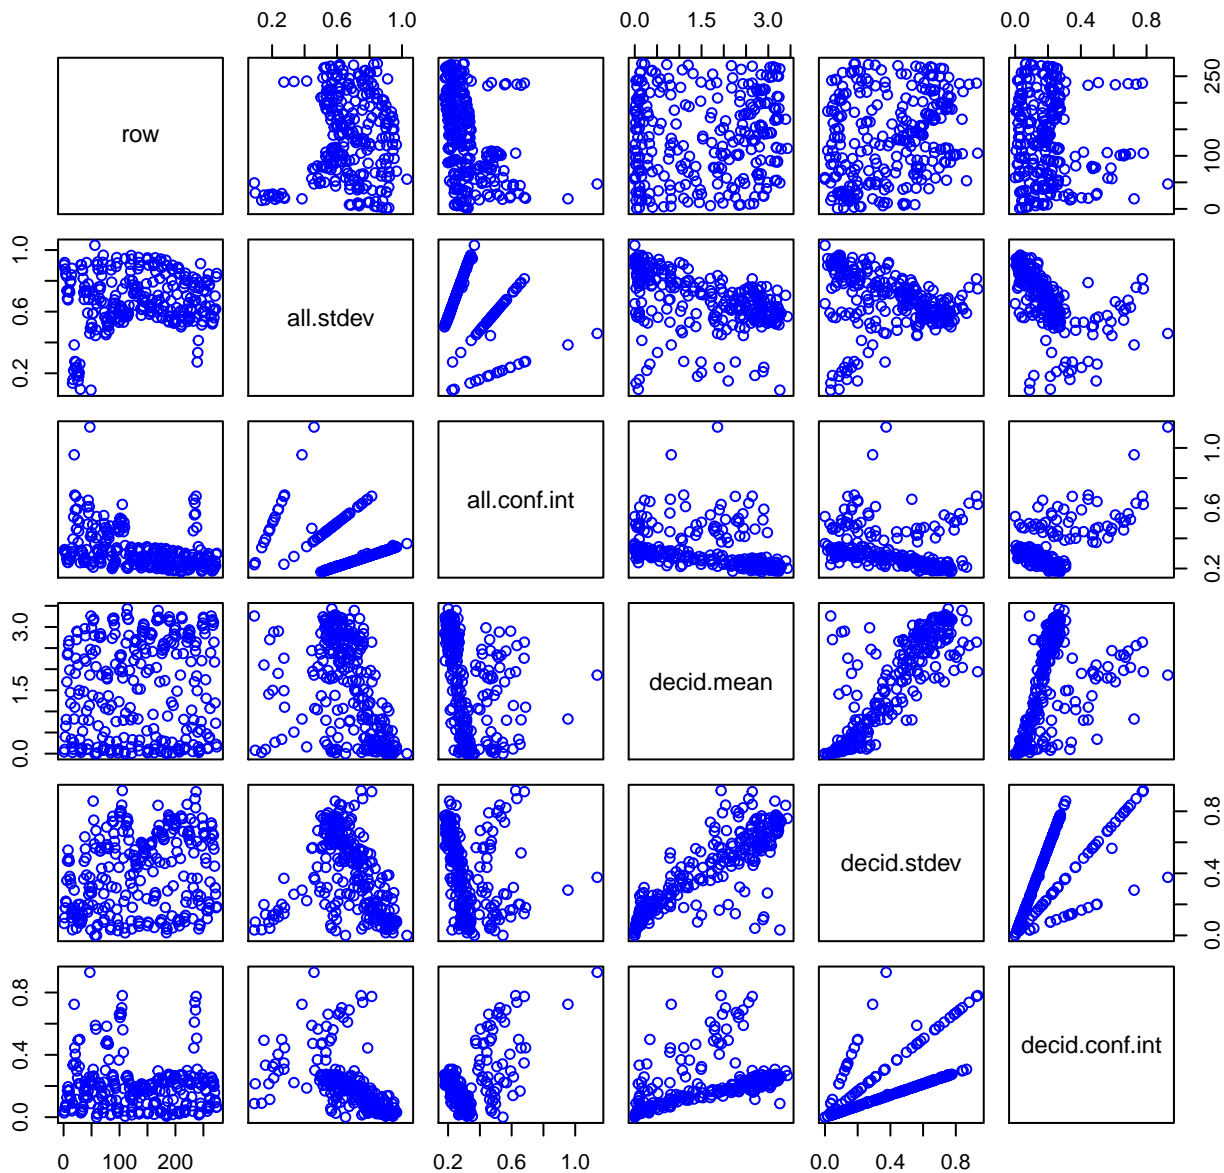 0.2 0.6 1.0 0.0 1.5 3.0 0.0 0.4 0.8
row 0 100 250
0.2 0.6 1.0 all.stdev
all.conf.int 0.2 0.6 1.0
0.0 1.5 3.0 decid.mean
decid.stdev 0.0 0.4 0.8
0.0 0.4 0.8 decid.conf.int
0 100 200 0.2 0.6 1.0 0.0 0.4 0.8